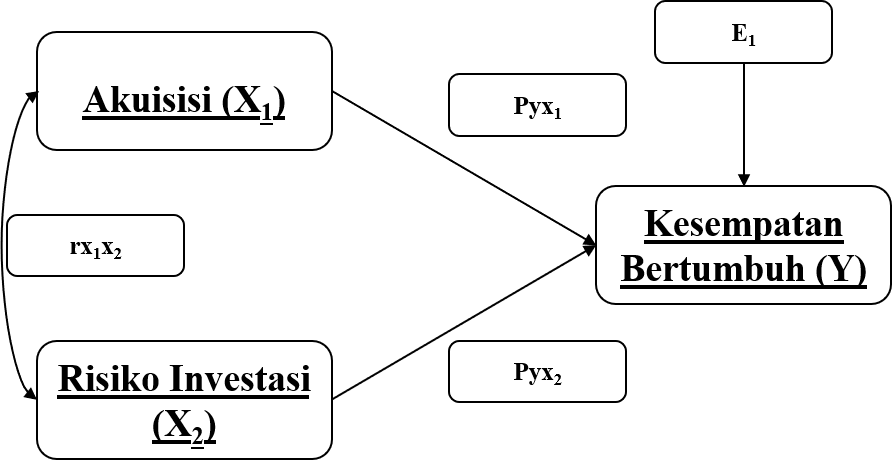 E₁
Akuisisi (X₁)
Pyx₁
Kesempatan
Bertumbuh (Y)
rx₁x₂
Risiko Investasi
(X₂)
Pyx₂